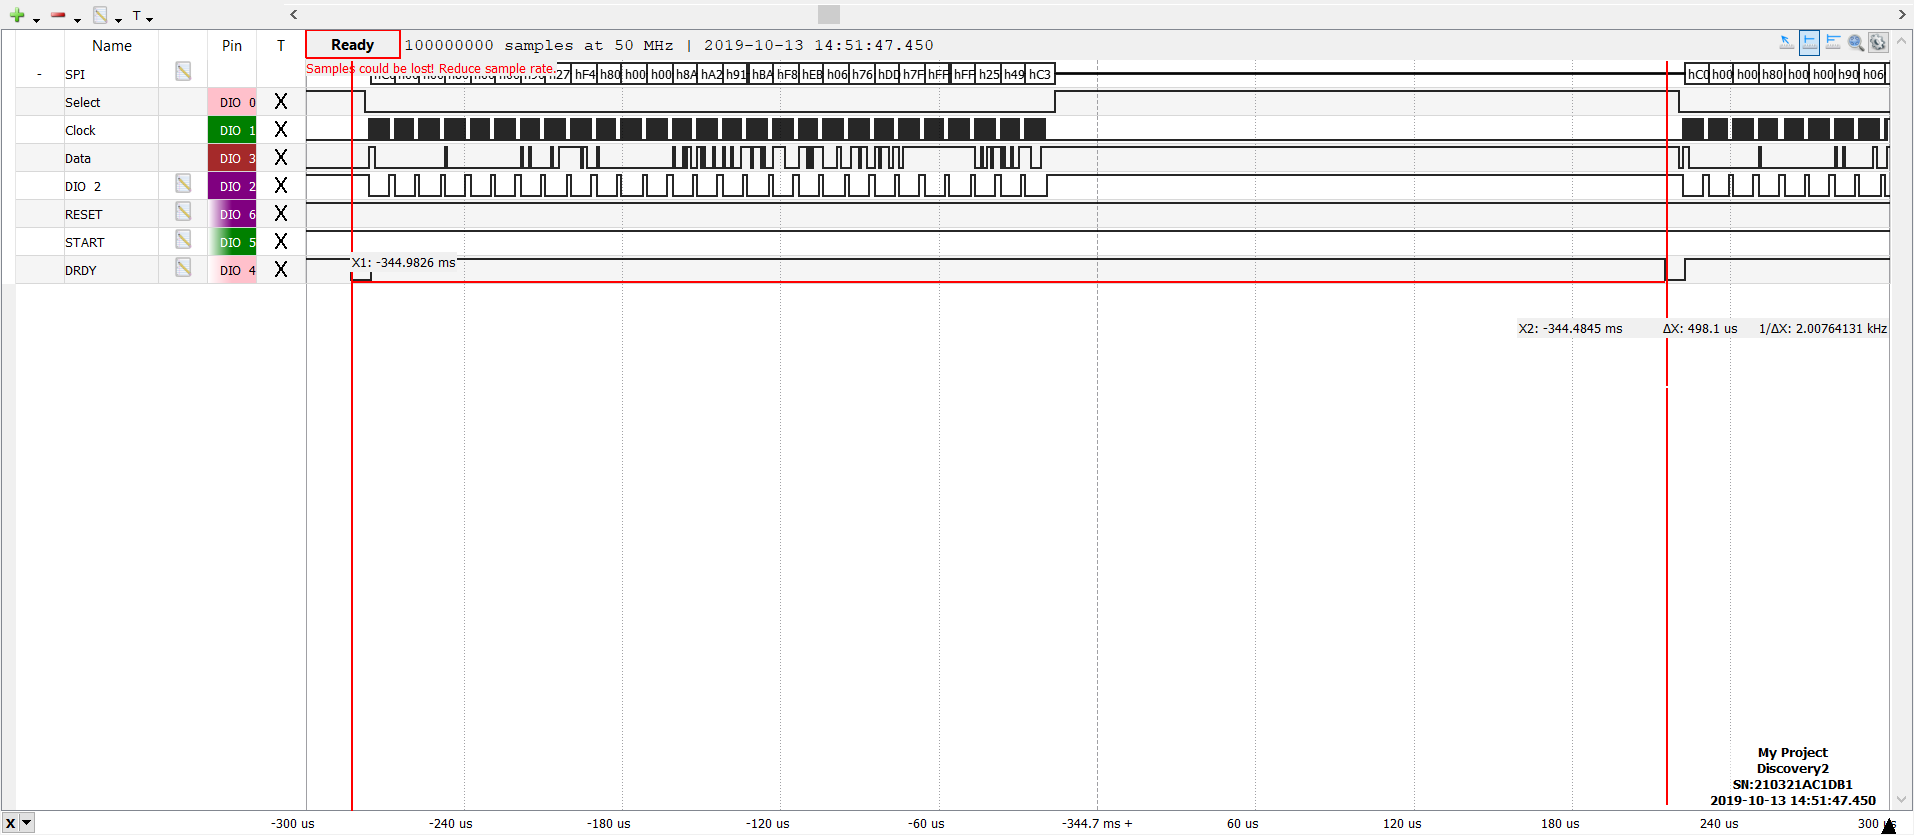 T
Name Pin T Ready 100000000 samples at 50 MHz | 2019-10-13 14:51:47.450
Samples could be lost! Reduce sample rate.
- SPI h27 hF4 h80 h00 h00 h8A hA2 h91 hBA hF8 hEB h06 h76 hDD h7F hFF hFF h25 h49 hC3 hC0 h00 h00 h80 h00 h00 h90 h06
Select DIO 0 X
Clock DIO 1 X
Data DIO 3 X
DIO 2 DIO 2 X
RESET DIO 6 X
START DIO 5 X
DRDY DIO 4 X
X1: -344.9826 ms
X2: -344.4845 ms ΔX: 498.1 us 1/ΔX: 2.00764131 kHz
My Project
Discovery2
SN:210321AC1DB1
2019-10-13 14:51:47.450
X -300 us -240 us -180 us -120 us -60 us -344.7 ms + 60 us 120 us 180 us 240 us 300 us